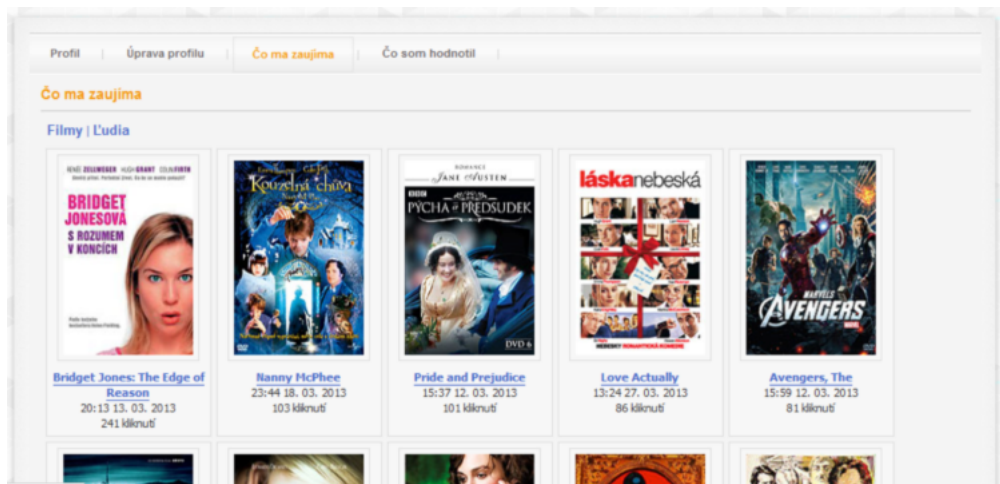 Profil
Úprava profilu
Čo ma zaujíma
Čo som hodnotil
Čo ma zaujíma
Filmy | Ľudia
RENÉE ZELLWEGER HUGH GRANT COLIN FIRTH
BRIDGET
JONESOVÁ
S ROZUMEM
V KONCÍCH
Kouzelná chůva
ROMANCE
JANE AUSTEN
BBC
PÝCHA a PŘEDSUDEK
DVD 6
láskanebeská
MARVEL'S
AVENGERS
Bridget Jones: The Edge of
Reason
20:13 13. 03. 2013
241 kliknutí
Nanny McPhee
23:44 18. 03. 2013
103 kliknutí
Pride and Prejudice
15:37 12. 03. 2013
101 kliknutí
Love Actually
13:24 27. 03. 2013
86 kliknutí
Avengers, The
15:59 12. 03. 2013
81 kliknutí